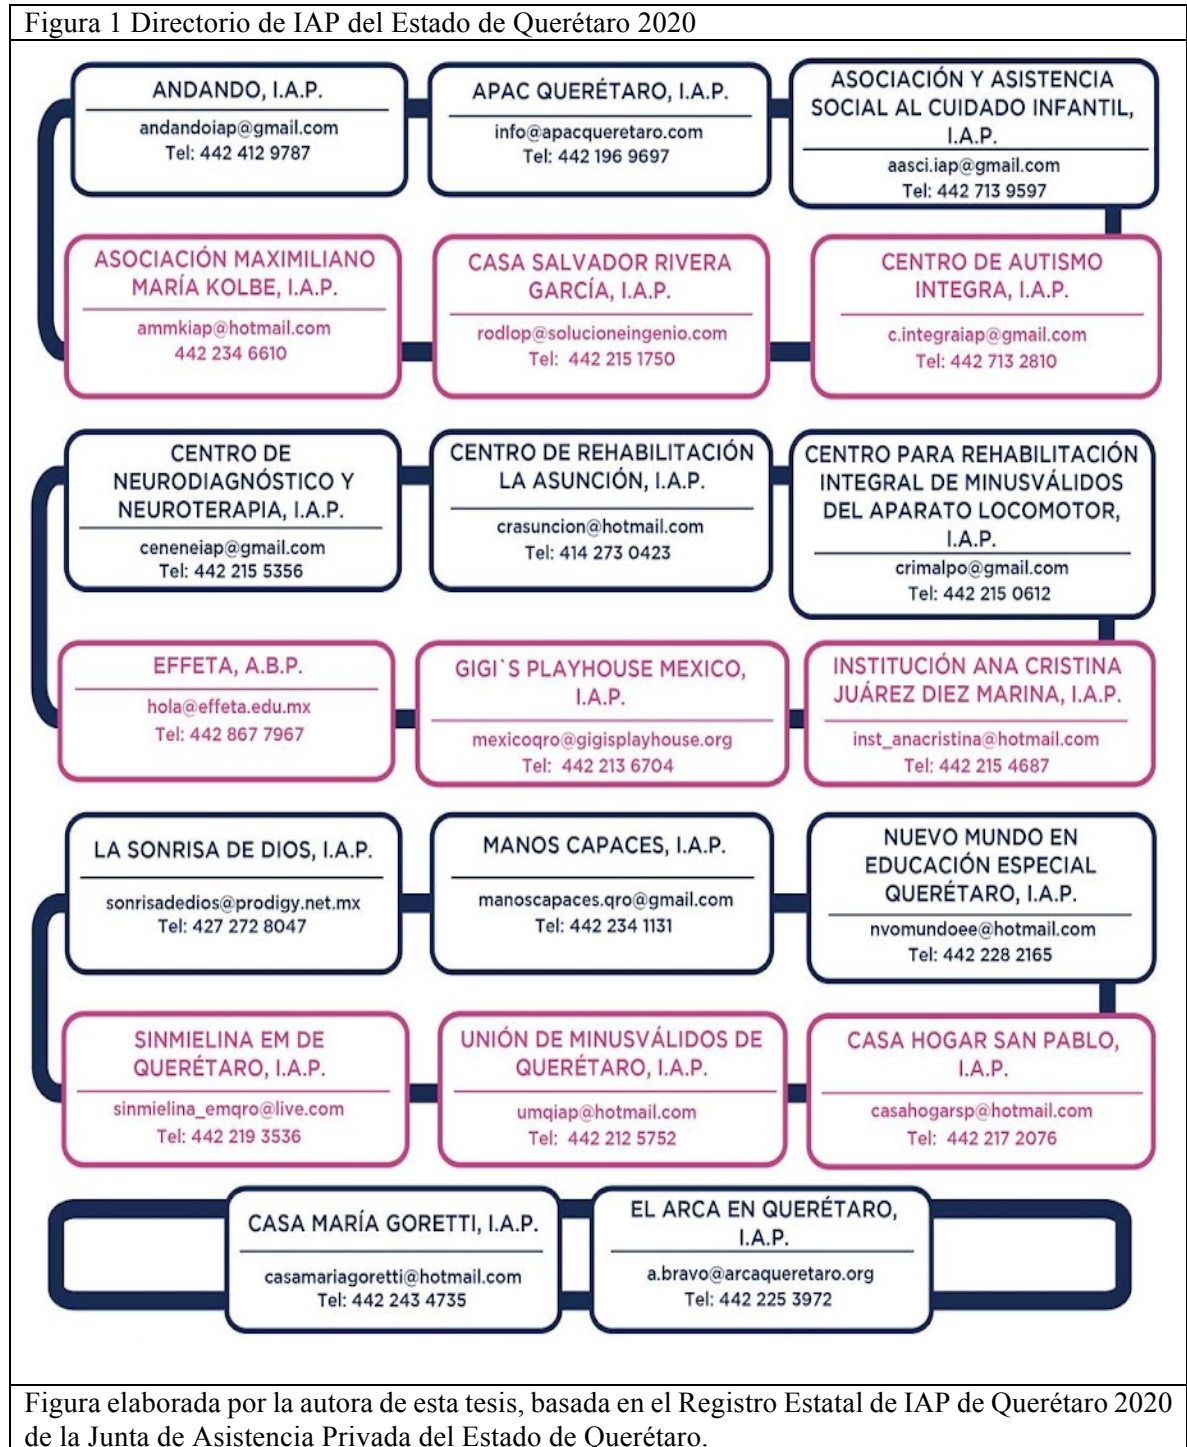 Figura 1 Directorio de IAP del Estado de Querétaro 2020
ANDANDO, I.A.P.
andandoiap@gmail.com
Tel: 442 412 9787
APAC QUERÉTARO, I.A.P.
info@apacqueretaro.com
Tel: 442 196 9697
ASOCIACIÓN Y ASISTENCIA
SOCIAL AL CUIDADO INFANTIL,
I.A.P.
aasci.iap@gmail.com
Tel: 442 713 9597
ASOCIACIÓN MAXIMILIANO
MARÍA KOLBE, I.A.P.
ammkiap@hotmail.com
442 234 6610
CASA SALVADOR RIVERA
GARCÍA, I.A.P.
rodlop@solucioneingenio.com
Tel: 442 215 1750
CENTRO DE AUTISMO
INTEGRA, I.A.P.
c.integraiap@gmail.com
Tel: 442 713 2810
CENTRO DE
NEURODIAGNÓSTICO Y
NEUROTERAPIA, I.A.P.
ceneneiap@gmail.com
Tel: 442 215 5356
CENTRO DE REHABILITACIÓN
LA ASUNCIÓN, I.A.P.
crasuncion@hotmail.com
Tel: 414 273 0423
CENTRO PARA REHABILITACIÓN
INTEGRAL DE MINUSVÁLIDOS
DEL APARATO LOCOMOTOR,
I.A.P.
crimalpo@gmail.com
Tel: 442 215 0612
EFFETA, A.B.P.
hola@effeta.edu.mx
Tel: 442 867 7967
GIGI`S PLAYHOUSE MEXICO,
I.A.P.
mexicoqro@gigisplayhouse.org
Tel: 442 213 6704
INSTITUCIÓN ANA CRISTINA
JUÁREZ DIEZ MARINA, I.A.P.
inst_anacristina@hotmail.com
Tel: 442 215 4687
LA SONRISA DE DIOS, I.A.P.
sonrisadedios@prodigy.net.mx
Tel: 427 272 8047
MANOS CAPACES, I.A.P.
manoscapaces.qro@gmail.com
Tel: 442 234 1131
NUEVO MUNDO EN
EDUCACIÓN ESPECIAL
QUERÉTARO, I.A.P.
nvomundoee@hotmail.com
Tel: 442 228 2165
SINMIELINA EM DE
QUERÉTARO, I.A.P.
sinmielina_emqro@live.com
Tel: 442 219 3536
UNIÓN DE MINUSVÁLIDOS DE
QUERÉTARO, I.A.P.
umqiap@hotmail.com
Tel: 442 212 5752
CASA HOGAR SAN PABLO,
I.A.P.
casahogarsp@hotmail.com
Tel: 442 217 2076
CASA MARÍA GORETTI, I.A.P.
casamariagoretti@hotmail.com
Tel: 442 243 4735
EL ARCA EN QUERÉTARO,
I.A.P.
a.bravo@arcaqueretaro.org
Tel: 442 225 3972
Figura elaborada por la autora de esta tesis, basada en el Registro Estatal de IAP de Querétaro 2020
de la Junta de Asistencia Privada del Estado de Querétaro.